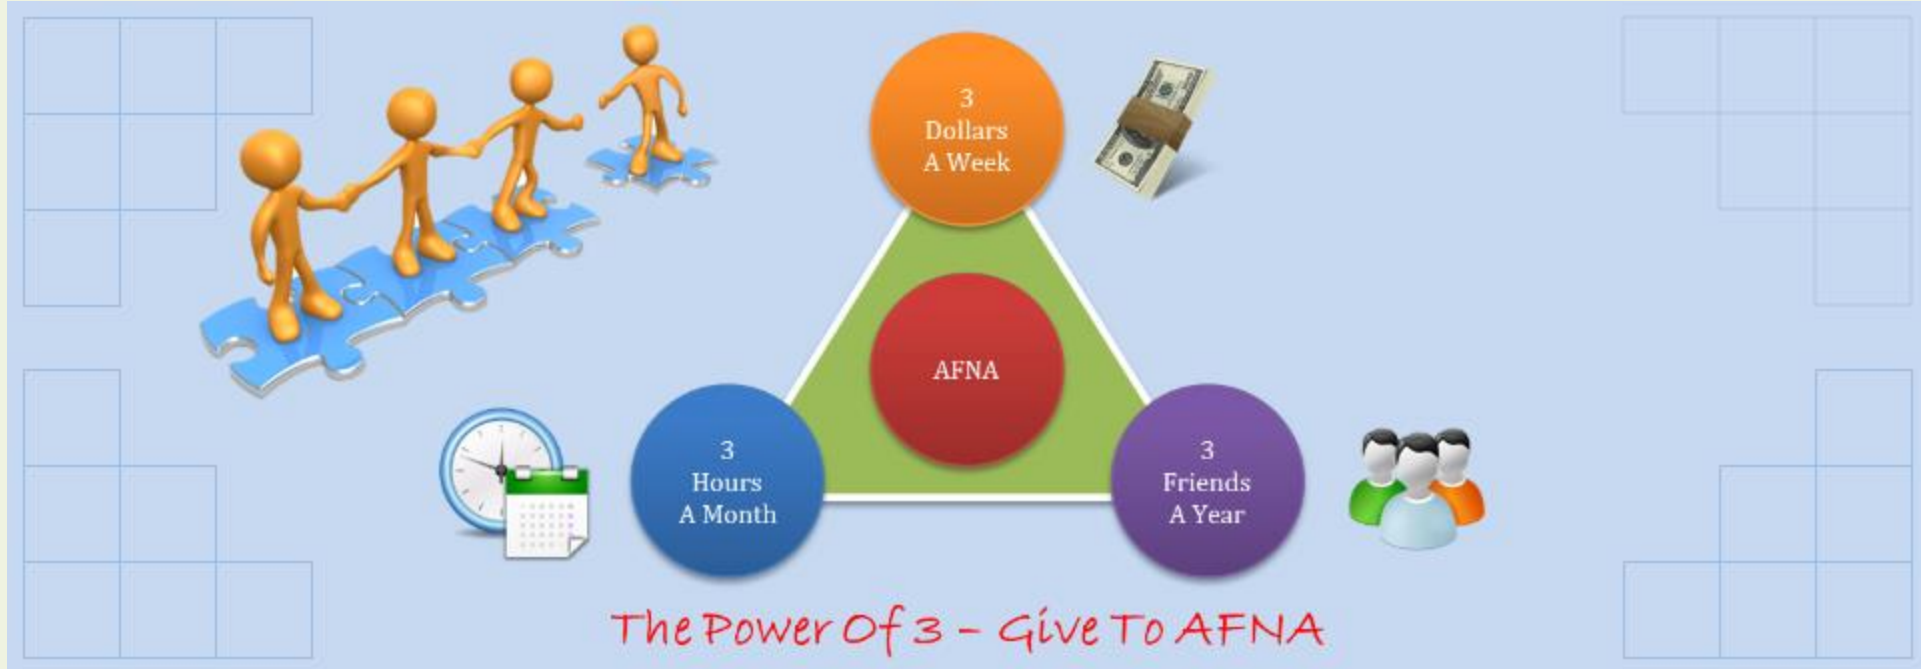 3
Dollars
A Week
AFNA
3
Hours
A Month
3
Friends
A Year
The Power Of 3 - Give To AFNA